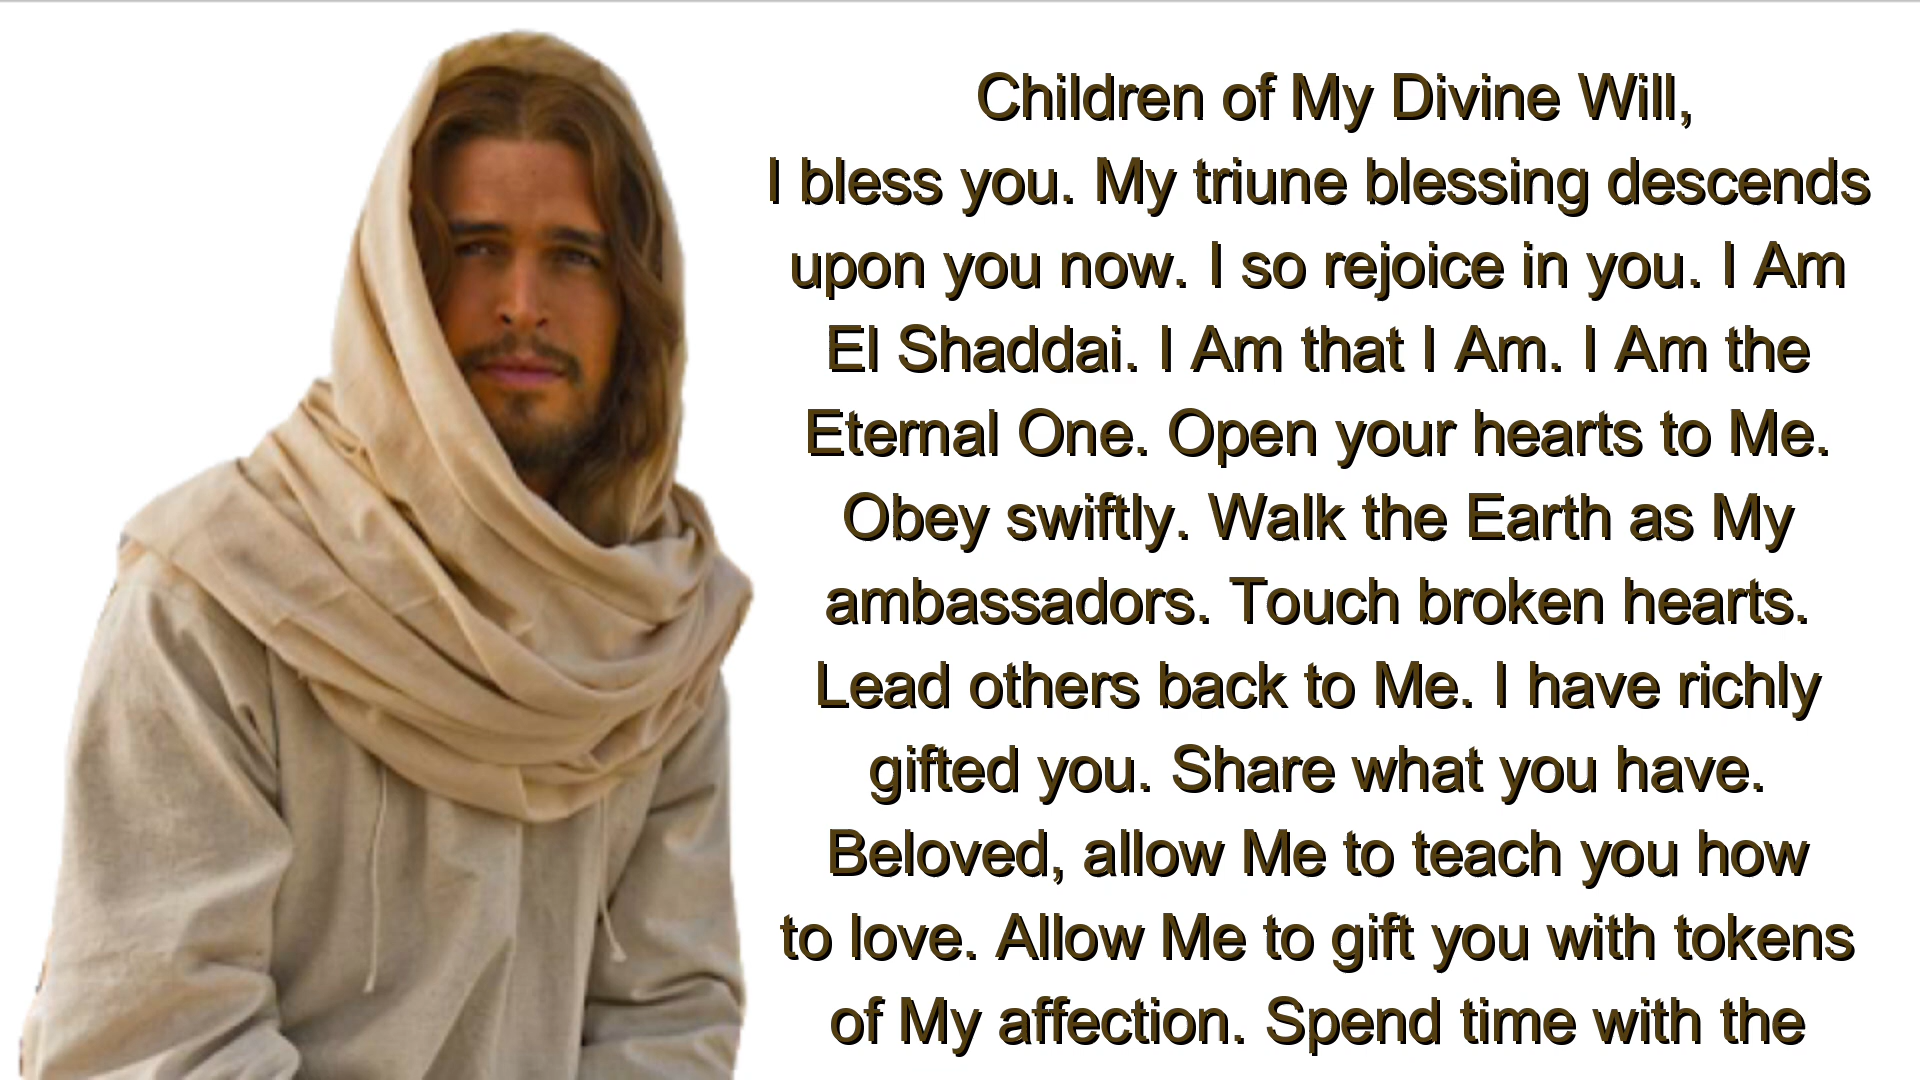 Children of My Divine Will,
I bless you. My triune blessing descends
upon you now. I so rejoice in you. I Am
El Shaddai. I Am that I Am. I Am the
Eternal One. Open your hearts to Me.
Obey swiftly. Walk the Earth as My
ambassadors. Touch broken hearts.
Lead others back to Me. I have richly
gifted you. Share what you have.
Beloved, allow Me to teach you how
to love. Allow Me to gift you with tokens
of My affection. Spend time with the